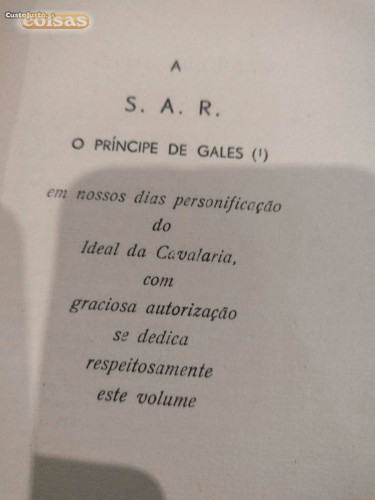 CustoJusto.pt
coisas
A
S. A. R.
O PRÍNCIPE DE GALES (¹)
em nossos dias personificação
do
Ideal da Cavalaria,
com
graciosa autorização
se dedica
respeitosamente
este volume